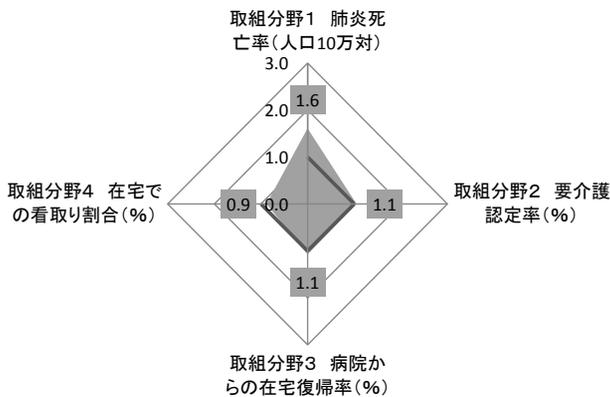 取組分野１　肺炎死
亡率(人口10万対)
3.0
2.0
1.6
1.0
0.0
取組分野４　在宅で
の看取り割合(%)
0.9
1.1
取組分野２　要介護
認定率(%)
1.1
取組分野３　病院か
らの在宅復帰率(%)